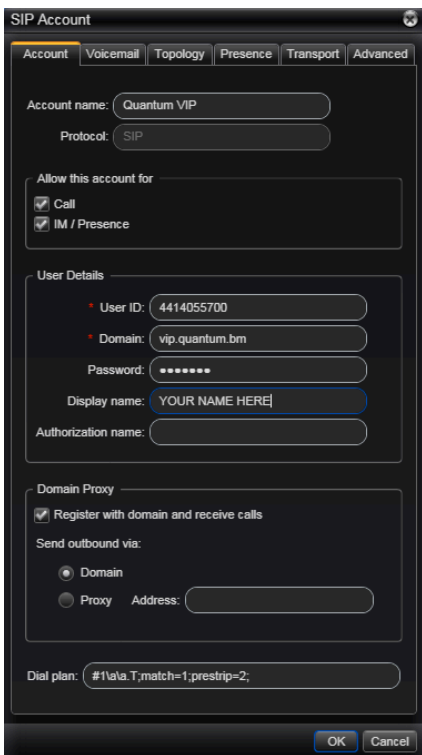 SIP Account
Account Voicemail Topology Presence Transport Advanced
Account name: Quantum VIP
Protocol: SIP
Allow this account for
Call
IM / Presence
User Details
* User ID: 4414055700
* Domain: vip.quantum.bm
Password: ●●●●●●●
Display name: YOUR NAME HERE
Authorization name:
Domain Proxy
Register with domain and receive calls
Send outbound via:
Domain
Proxy Address:
Dial plan: #1\a\a.T;match=1;prestrip=2;
OK Cancel